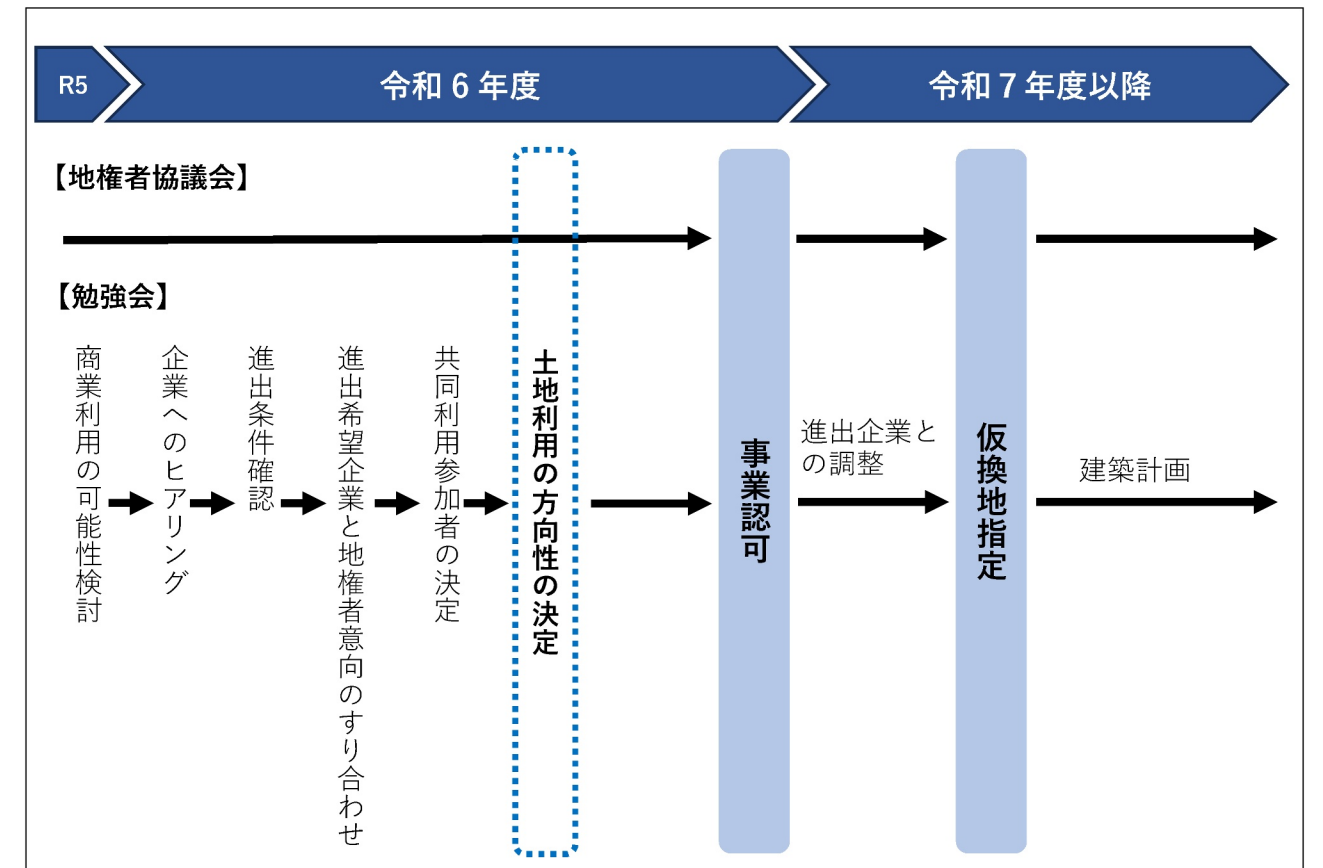 R5
令和６年度
令和７年度以降
【地権者協議会】
【勉強会】
商業利用の可能性検討
企業へのヒアリング
進出条件確認
進出希望企業と地権者意向のすり合わせ
共同利用参加者の決定
土地利用の方向性の決定
事業認可
進出企業と
の調整
仮換地指定
建築計画